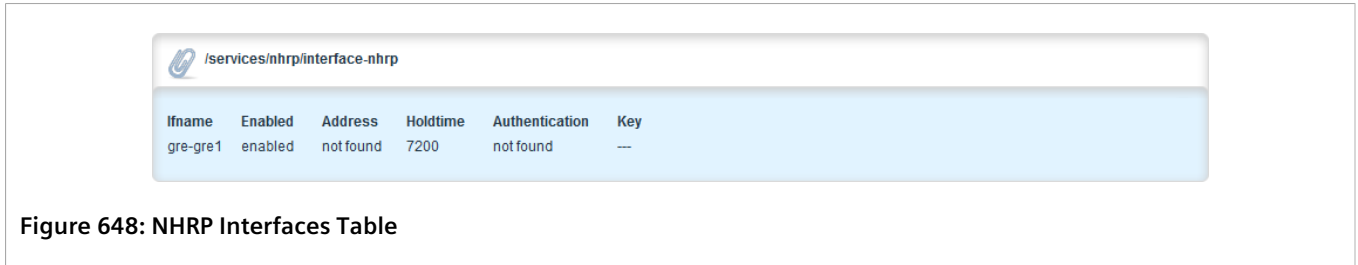 /services/nhrp/interface-nhrp
Ifname Enabled Address Holdtime Authentication Key
gre-gre1 enabled not found 7200 not found ---
Figure 648: NHRP Interfaces Table